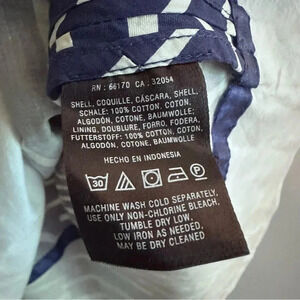 RN : 66170 CA : 32054
SHELL, COQUILLE, CÁSCARA, SHELL,
SCHALE: 100% COTTON, COTON,
ALGODÓN, COTONE, BAUMWOLLE;
LINING, DOUBLURE, FORRO, FODERA,
FUTTERSTOFF: 100% COTTON, COTON,
ALGODÓN, COTONE, BAUMWOLLE
HECHO EN INDONESIA
30
MACHINE WASH COLD SEPARATELY.
USE ONLY NON-CHLORINE BLEACH.
TUMBLE DRY LOW.
LOW IRON AS NEEDED.
MAY BE DRY CLEANED